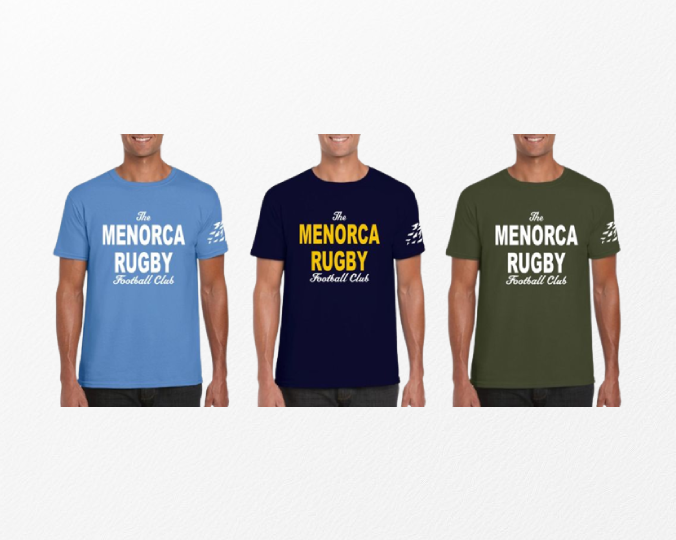 The
MENORCA
RUGBY
Football Club
The
MENORCA
RUGBY
Football Club
The
MENORCA
RUGBY
Football Club